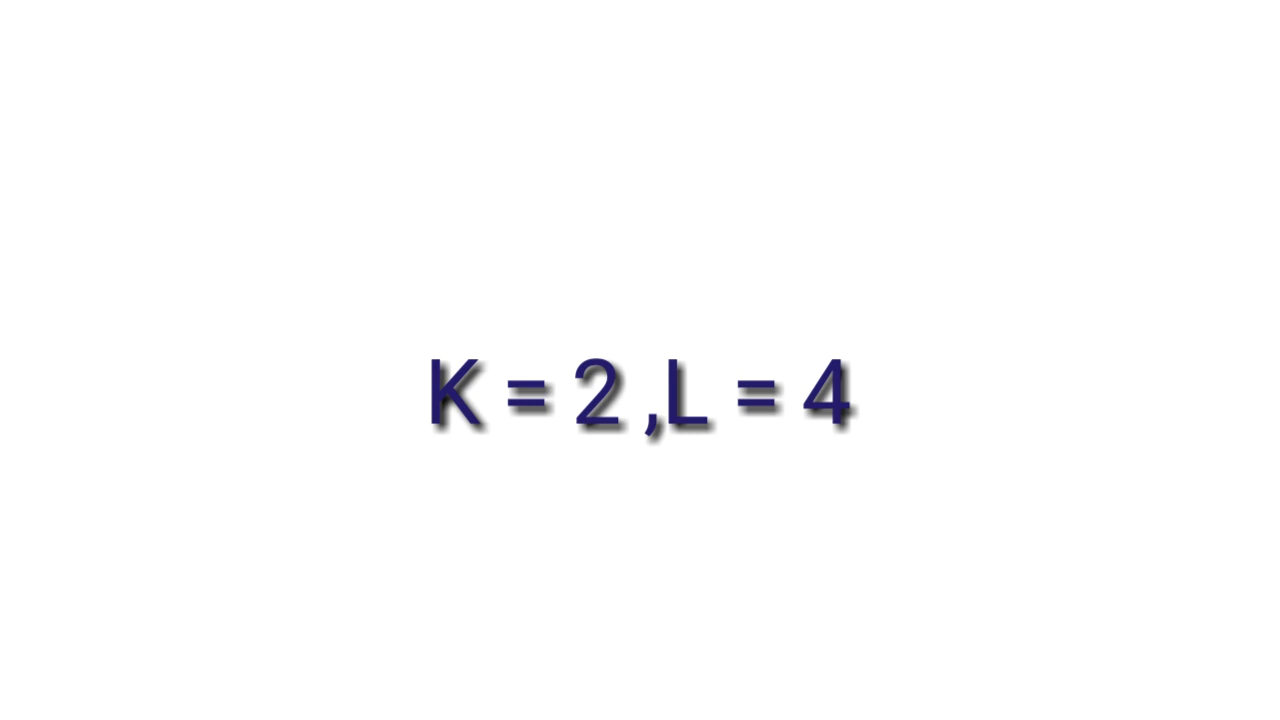 K = 2 ,L = 4